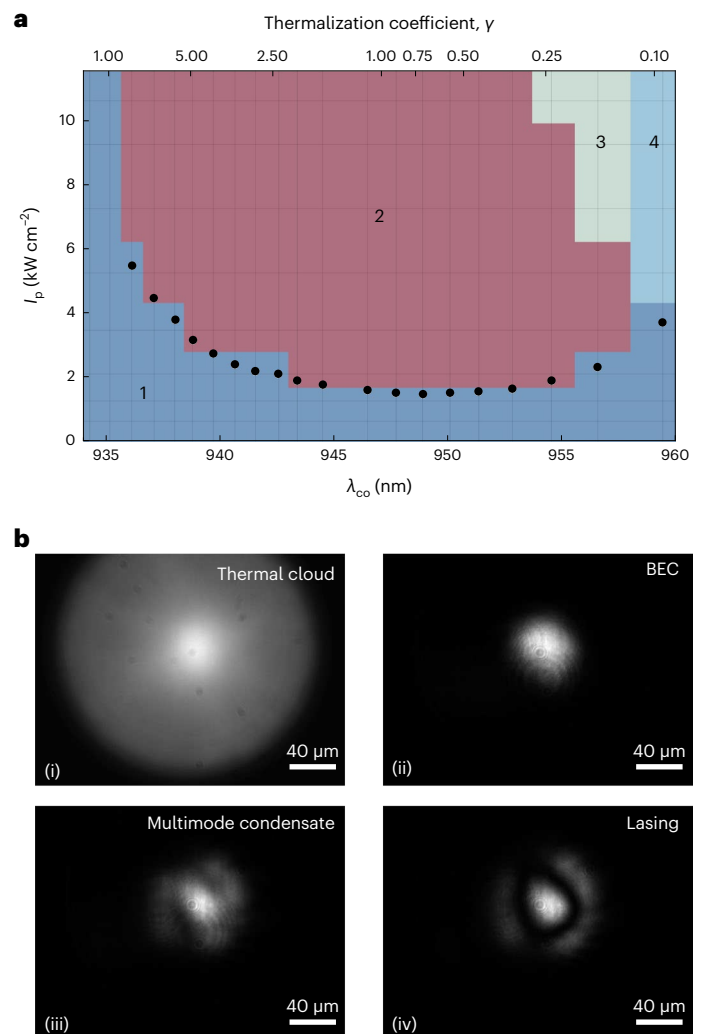 a
Thermalization coefficient, γ
1.00 5.00 2.50 1.00 0.75 0.50 0.25 0.10
10
8
6
4
2
0
I_p (kW cm⁻²)
1
2
3
4
935 940 945 950 955 960
λ_co (nm)
b
Thermal cloud
40 µm
(i)
BEC
40 µm
(ii)
Multimode condensate
40 µm
(iii)
Lasing
40 µm
(iv)